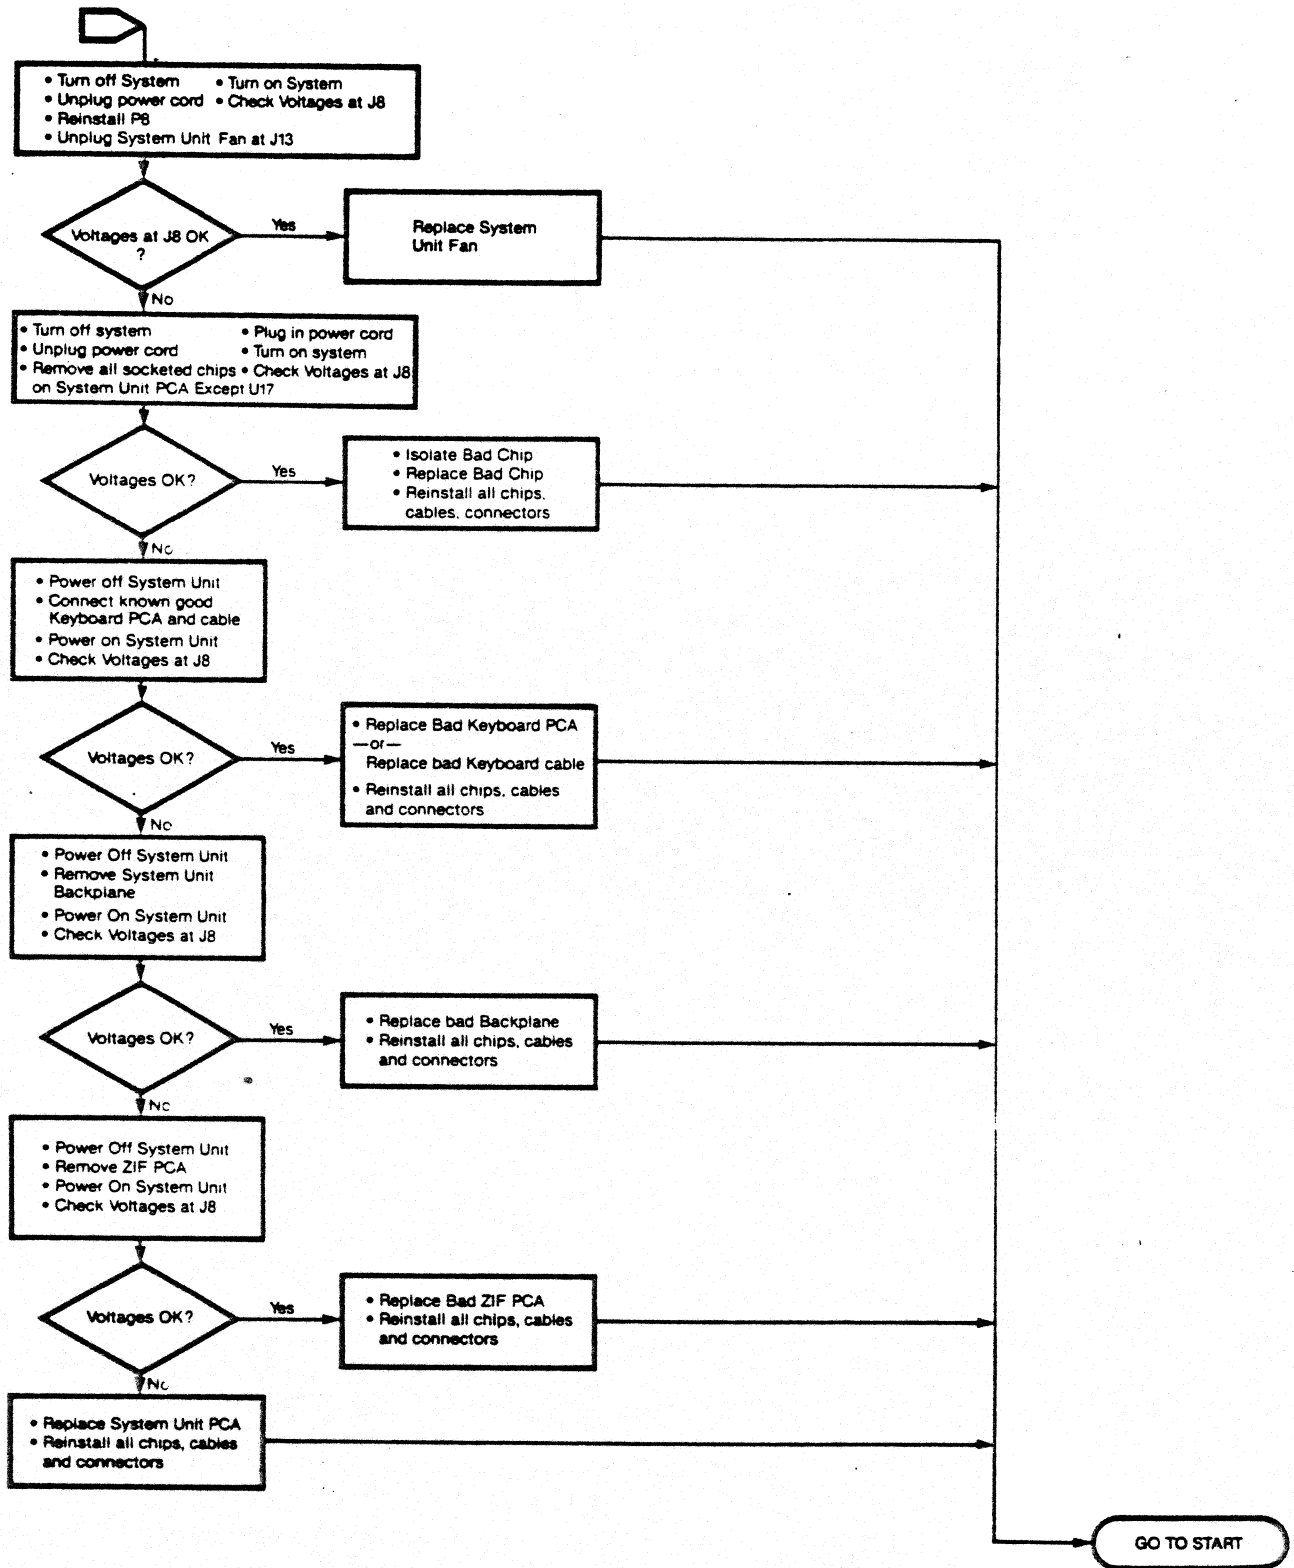 • Turn off System
• Unplug power cord
• Reinstall P8
• Unplug System Unit Fan at J13
• Turn on System
• Check Voltages at J8
Voltages at J8 OK
?
Yes
Replace System
Unit Fan
No
• Turn off system
• Unplug power cord
• Remove all socketed chips
on System Unit PCA Except U17
• Plug in power cord
• Turn on system
• Check Voltages at J8
Voltages OK?
Yes
• Isolate Bad Chip
• Replace Bad Chip
• Reinstall all chips,
cables, connectors
No
• Power off System Unit
• Connect known good
Keyboard PCA and cable
• Power on System Unit
• Check Voltages at J8
Voltages OK?
Yes
• Replace Bad Keyboard PCA
—or—
Replace bad Keyboard cable
• Reinstall all chips, cables
and connectors
No
• Power Off System Unit
• Remove System Unit
Backplane
• Power On System Unit
• Check Voltages at J8
Voltages OK?
Yes
• Replace bad Backplane
• Reinstall all chips, cables
and connectors
No
• Power Off System Unit
• Remove ZIF PCA
• Power On System Unit
• Check Voltages at J8
Voltages OK?
Yes
• Replace Bad ZIF PCA
• Reinstall all chips, cables
and connectors
No
• Replace System Unit PCA
• Reinstall all chips, cables
and connectors
GO TO START